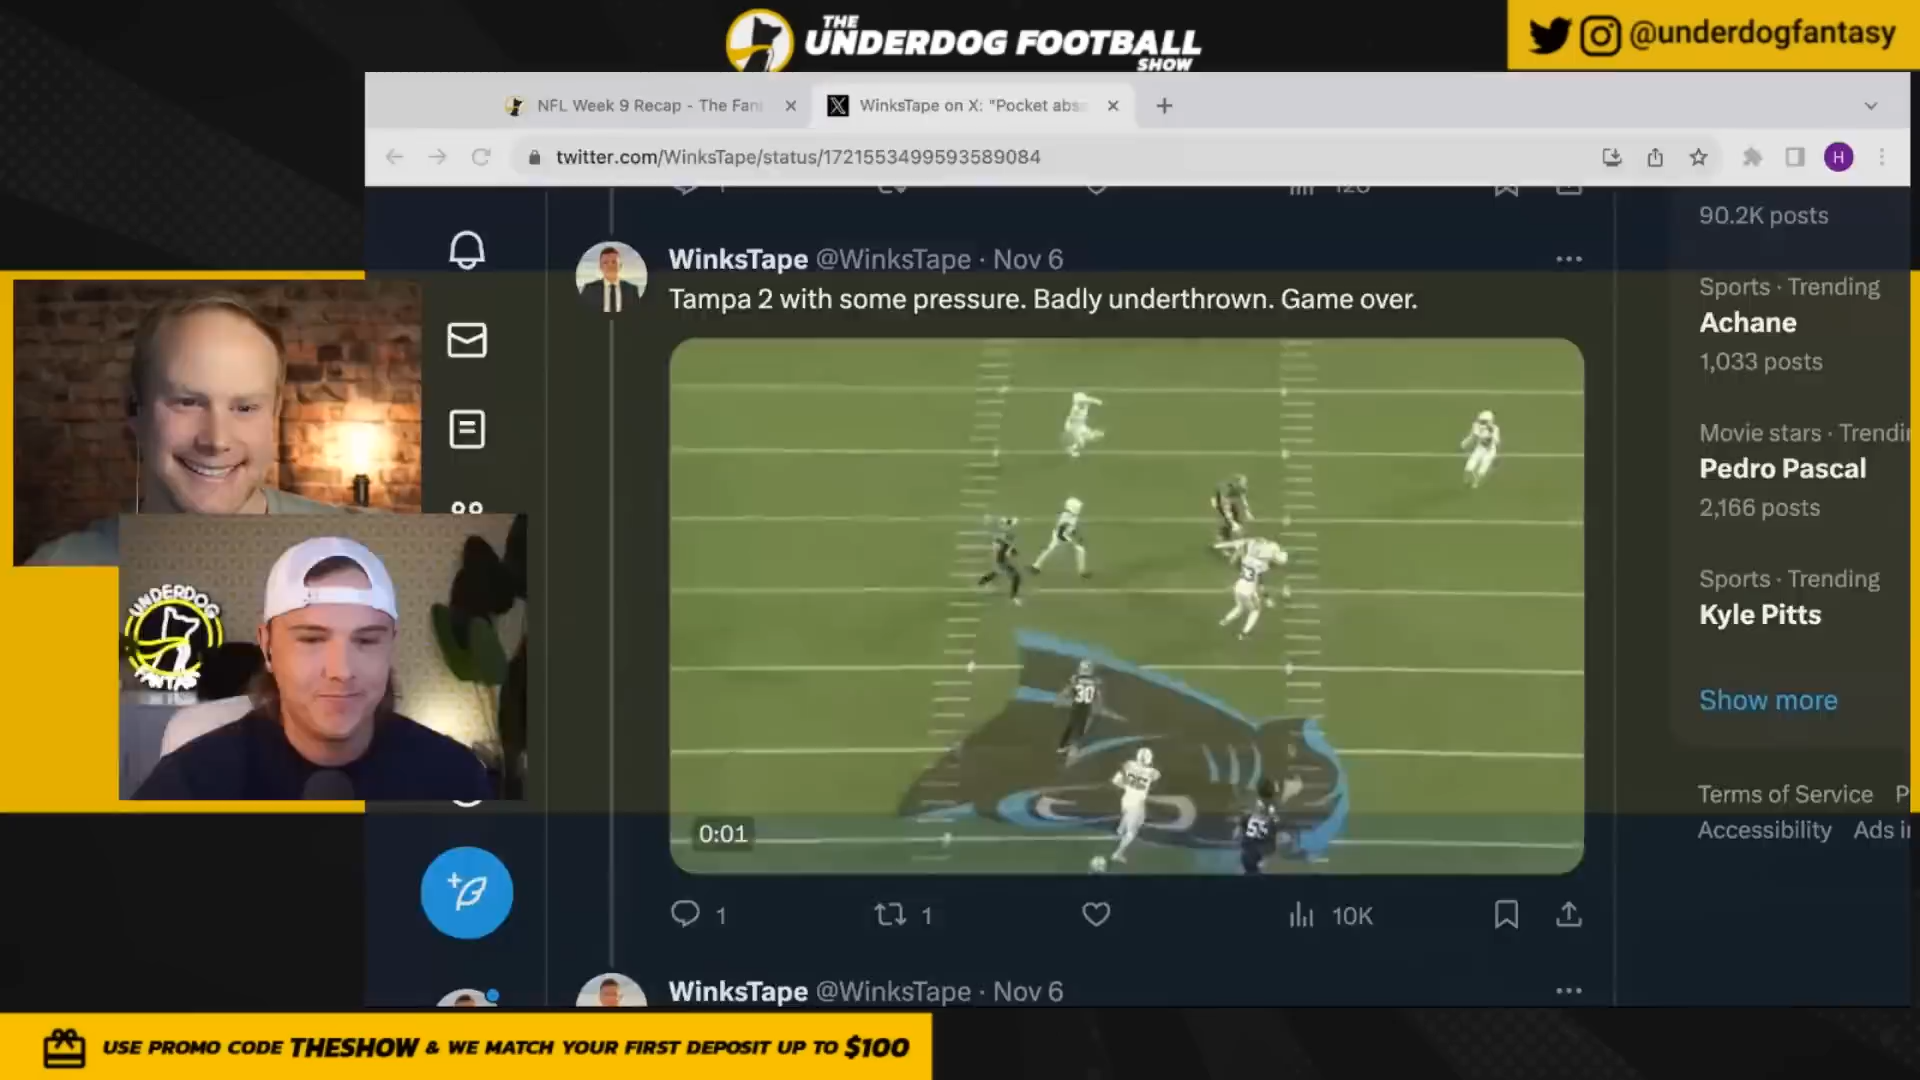 THE
UNDERDOG FOOTBALL
SHOW
@underdogfantasy
NFL Week 9 Recap - The Fan
WinksTape on X: "Pocket abs
twitter.com/WinksTape/status/1721553499593589084
H
90.2K posts
WinksTape @WinksTape · Nov 6
Tampa 2 with some pressure. Badly underthrown. Game over.
Sports · Trending
Achane
1,033 posts
Movie stars · Trendi
Pedro Pascal
2,166 posts
Sports · Trending
Kyle Pitts
Show more
UNDERDOG
FANTAS
30
0:01
Terms of Service P
Accessibility Ads i
1
1
10K
WinksTape @WinksTape · Nov 6
USE PROMO CODE THESHOW & WE MATCH YOUR FIRST DEPOSIT UP TO $100